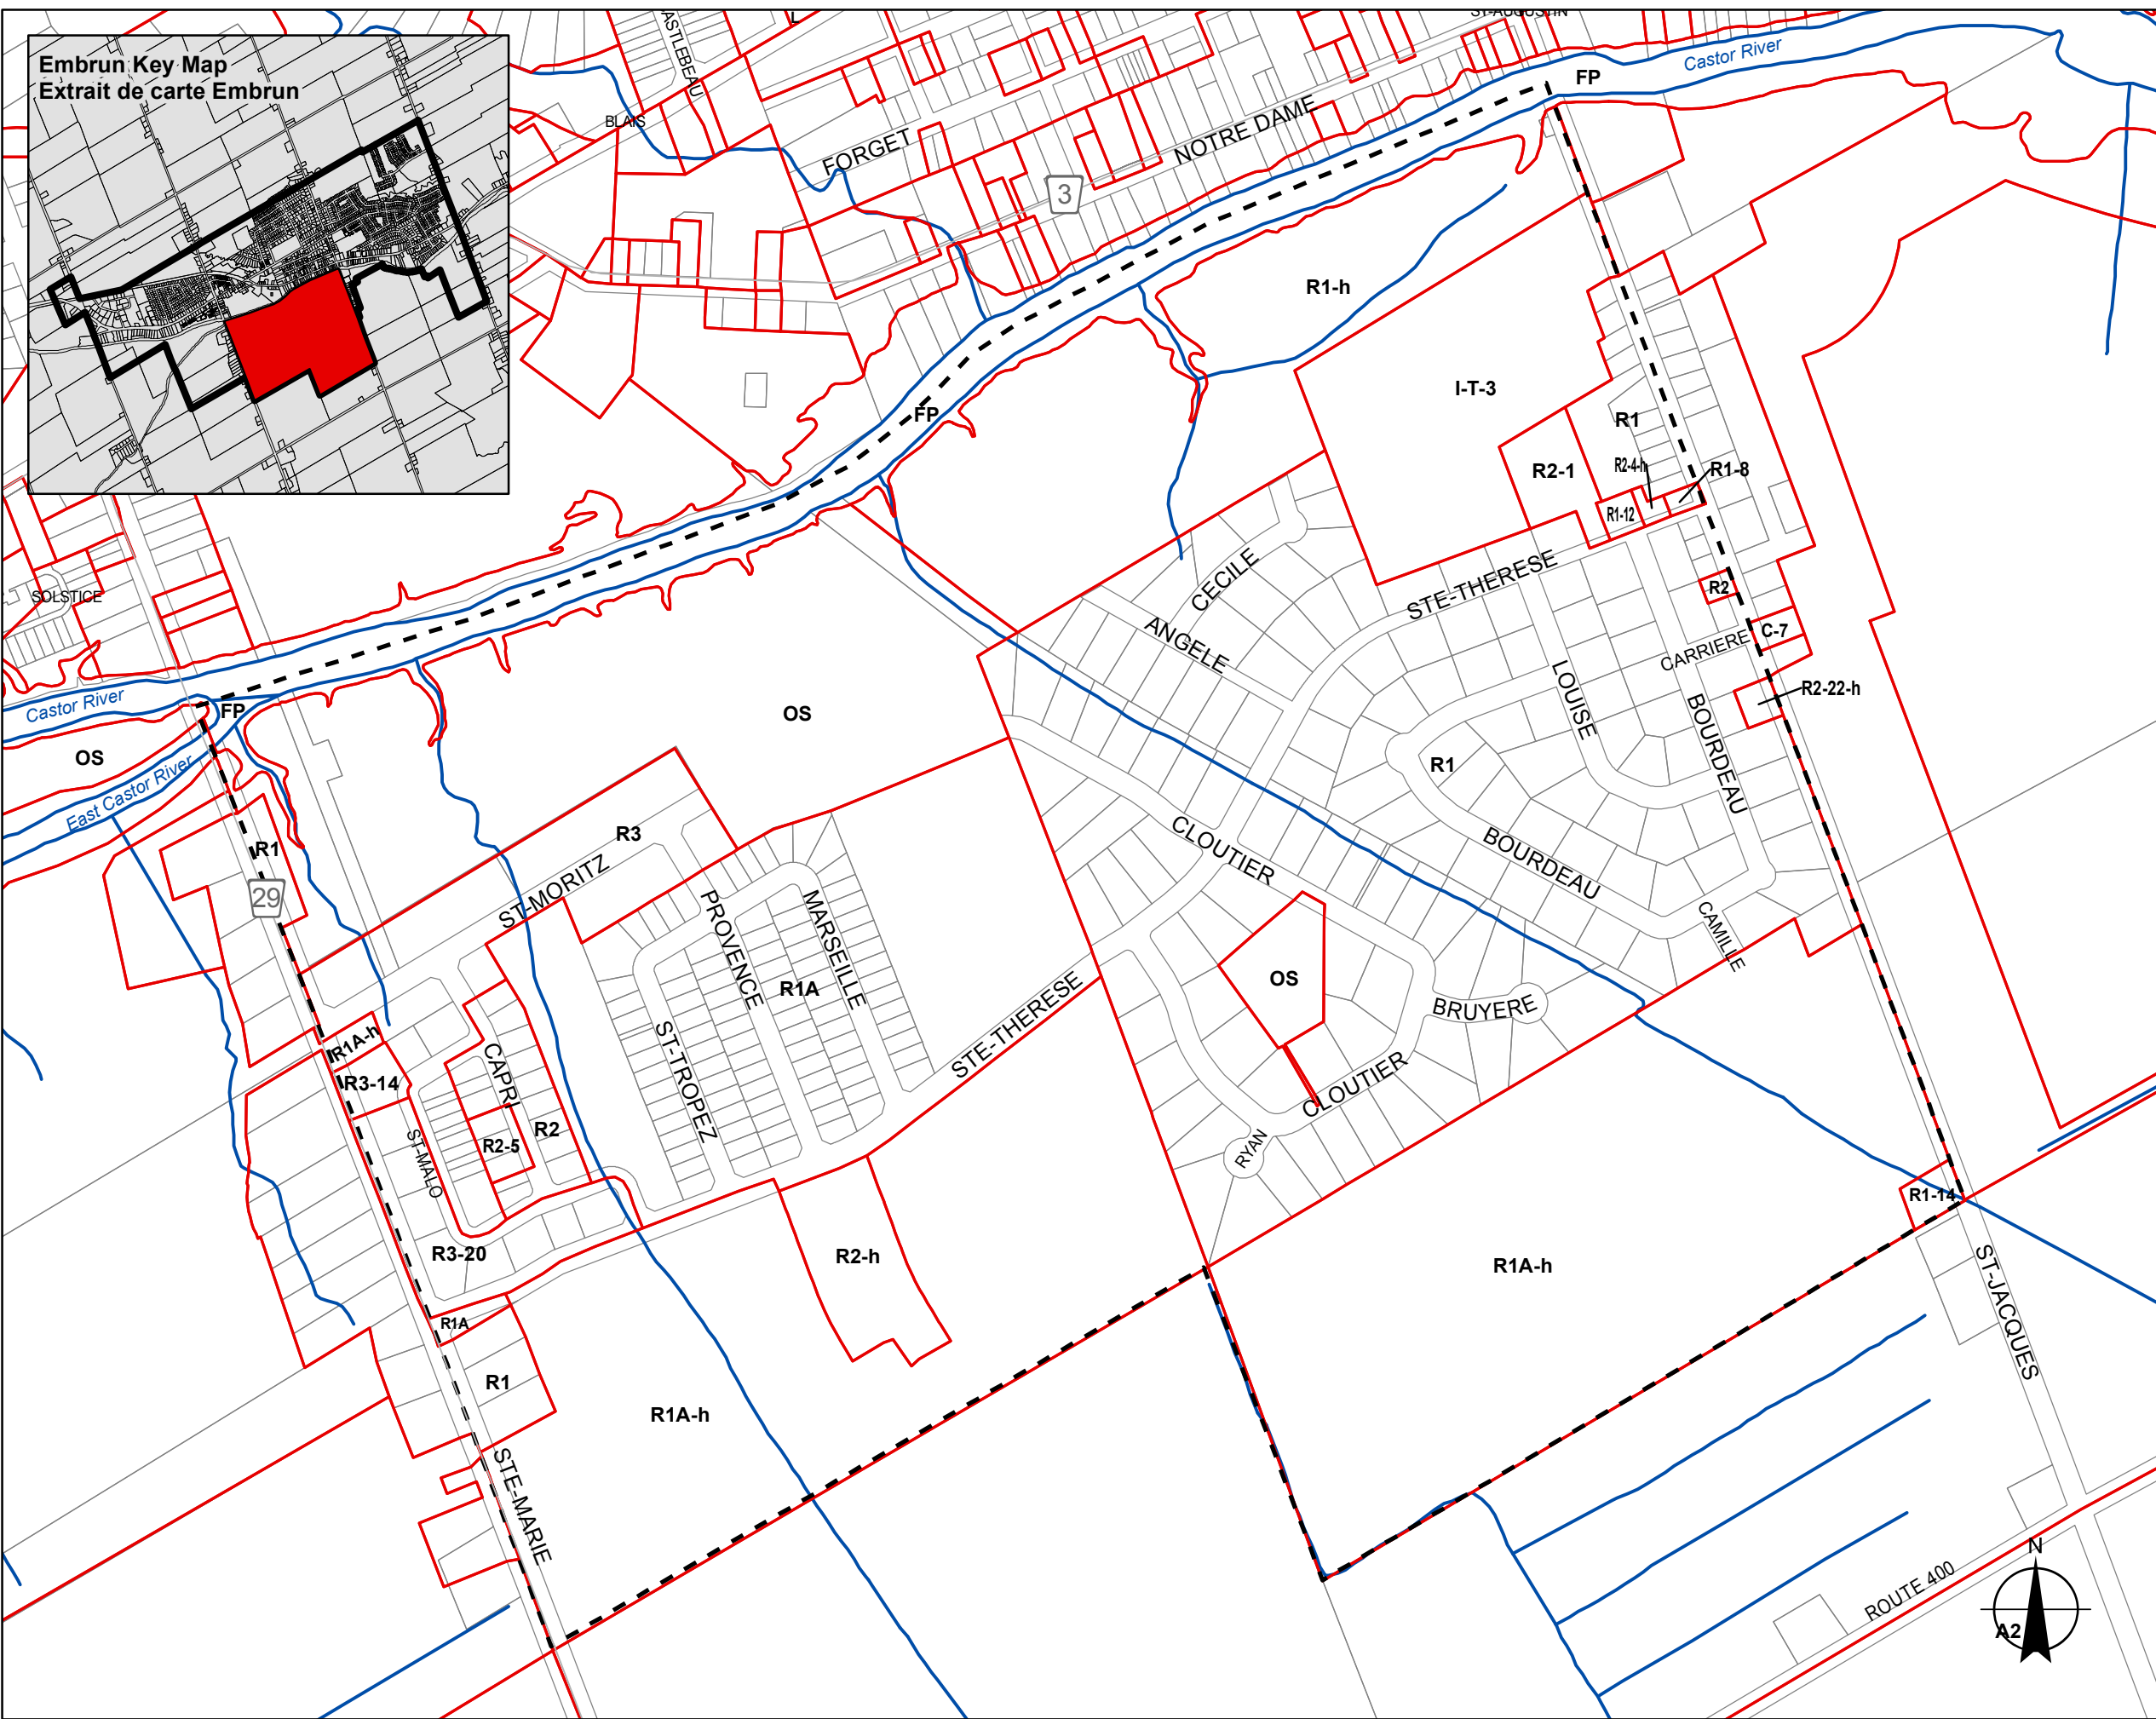 Embrun Key Map
Extrait de carte Embrun
BLAIS
FORGET
3
NOTRE DAME
FP
Castor River
R1-h
I-T-3
R1
R2-4-h
R1-8
R2-1
R1-12
FP
SOLSTICE
CECILE
ANGELE
STE-THERESE
R2
C-7
CARRIERE
LOUISE
R2-22-h
BOURDEAU
Castor River
FP
OS
OS
East Castor River
R1
R1
29
R3
ST-MORITZ
CLOUTIER
BOURDEAU
CAMILLE
PROVENCE
MARSEILLE
R1A
OS
BRUYERE
STE-THERESE
ST-TROPEZ
R1A-h
R3-14
CAPRI
R2
R2-5
ST-MALO
CLOUTIER
RYAN
R1-14
R3-20
R2-h
R1A-h
ST-JACQUES
R1A
R1
R1A-h
STE-MARIE
ROUTE 400
N
A2